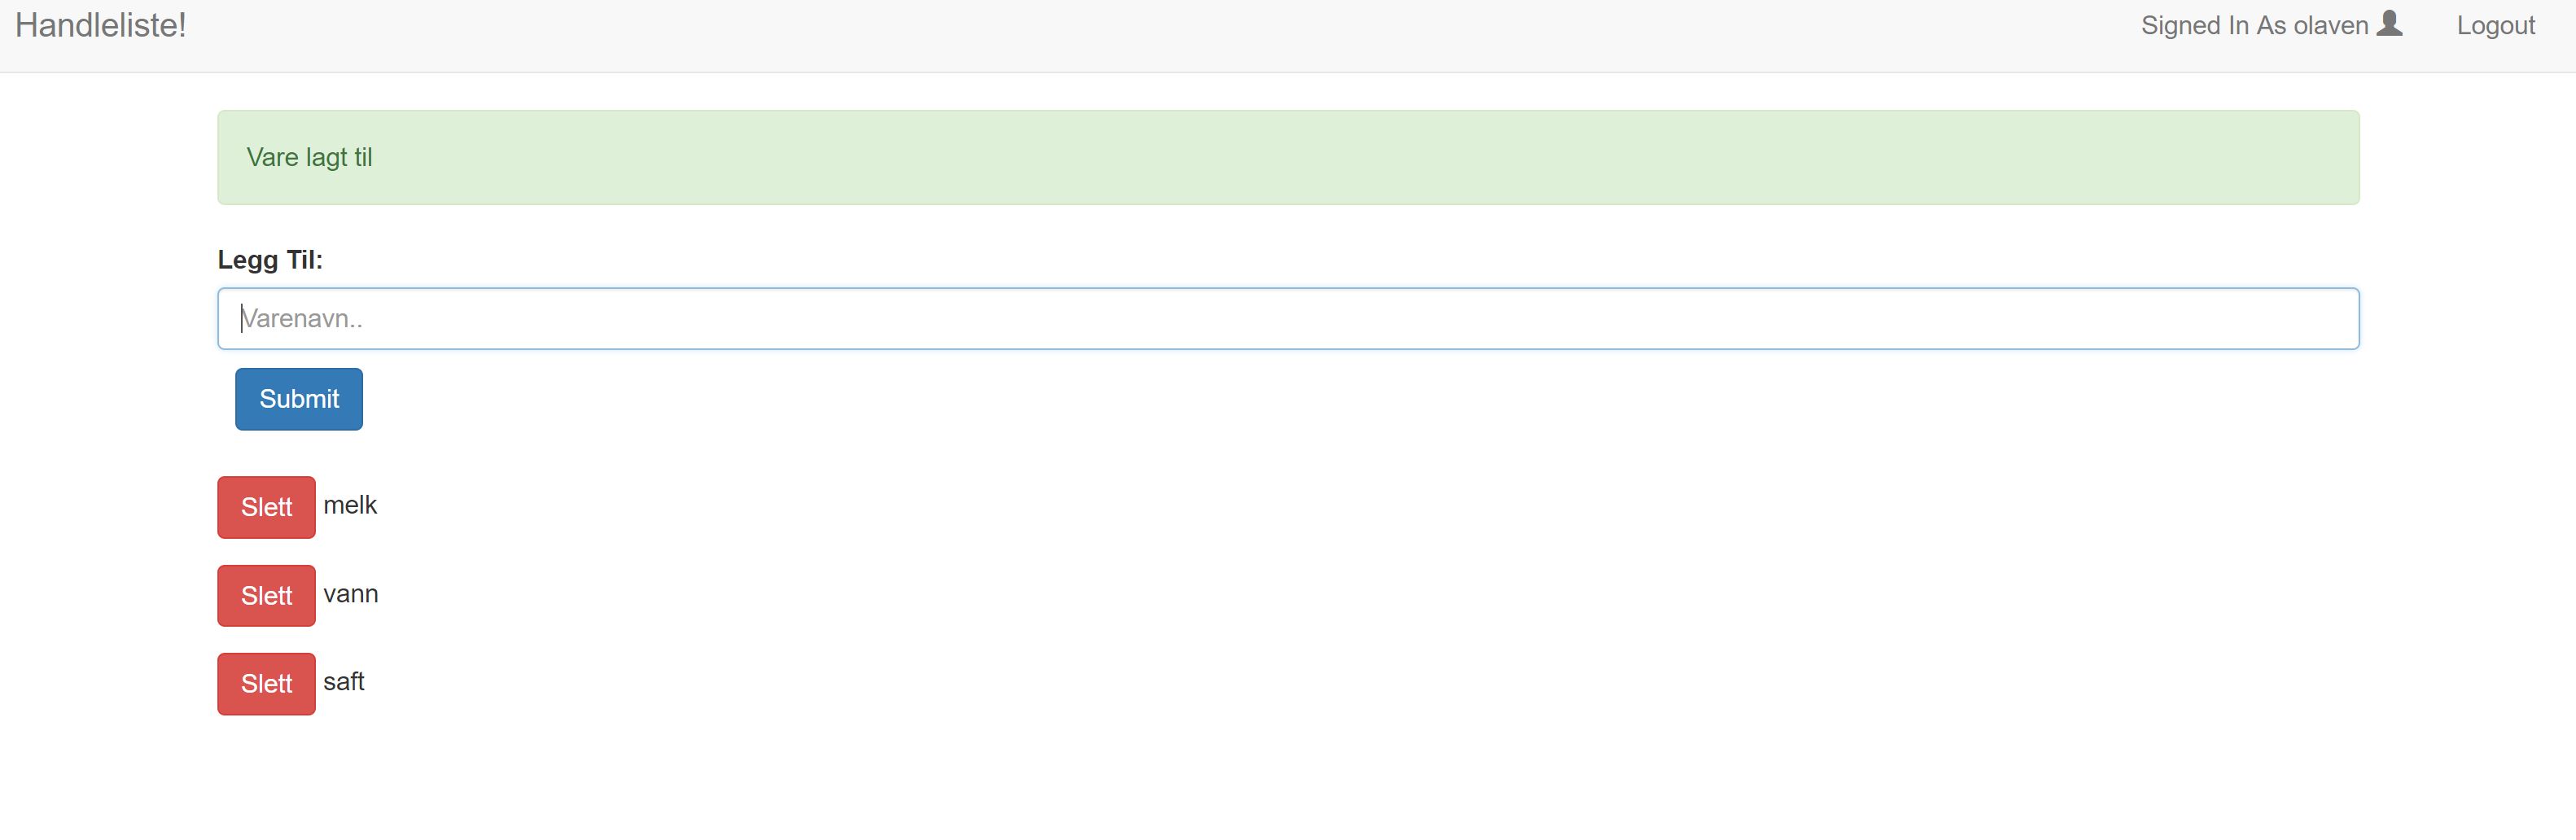 Handleliste! Signed In As olaven Logout
Vare lagt til
Legg Til:
Varenavn..
Submit
Slett melk
Slett vann
Slett saft